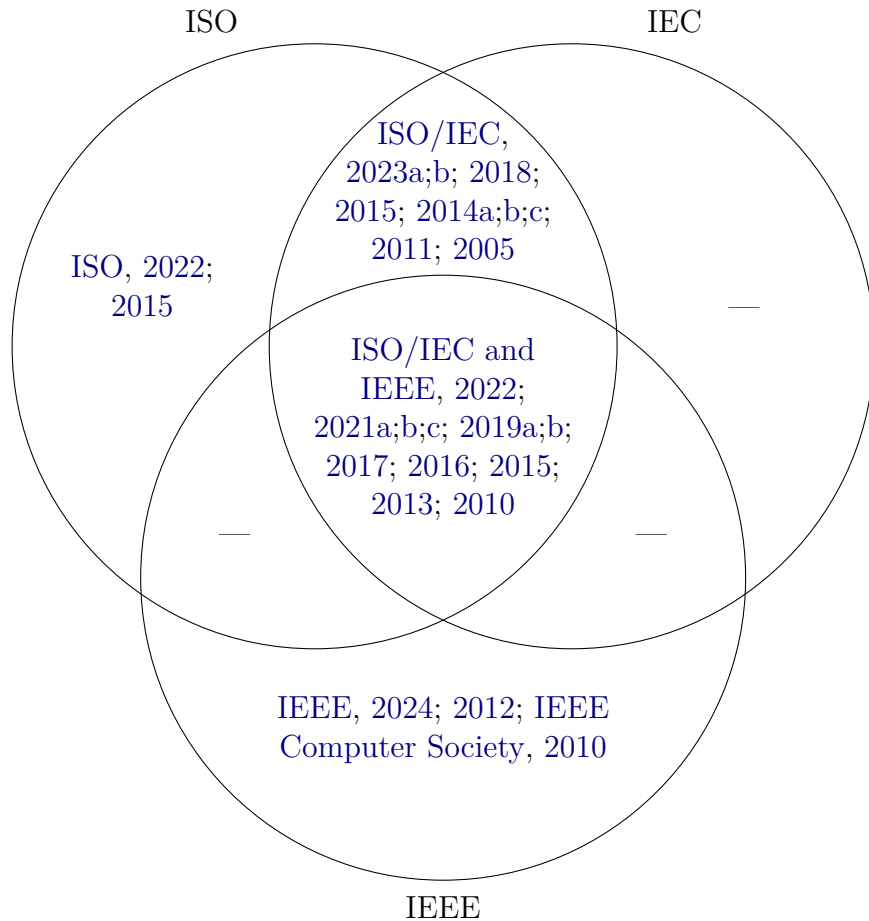 ISO
IEC
ISO/IEC,
2023a;b; 2018;
2015; 2014a;b;c;
2011; 2005
ISO, 2022;
2015
—
ISO/IEC and
IEEE, 2022;
2021a;b;c; 2019a;b;
2017; 2016; 2015;
2013; 2010
—
—
IEEE, 2024; 2012; IEEE
Computer Society, 2010
IEEE